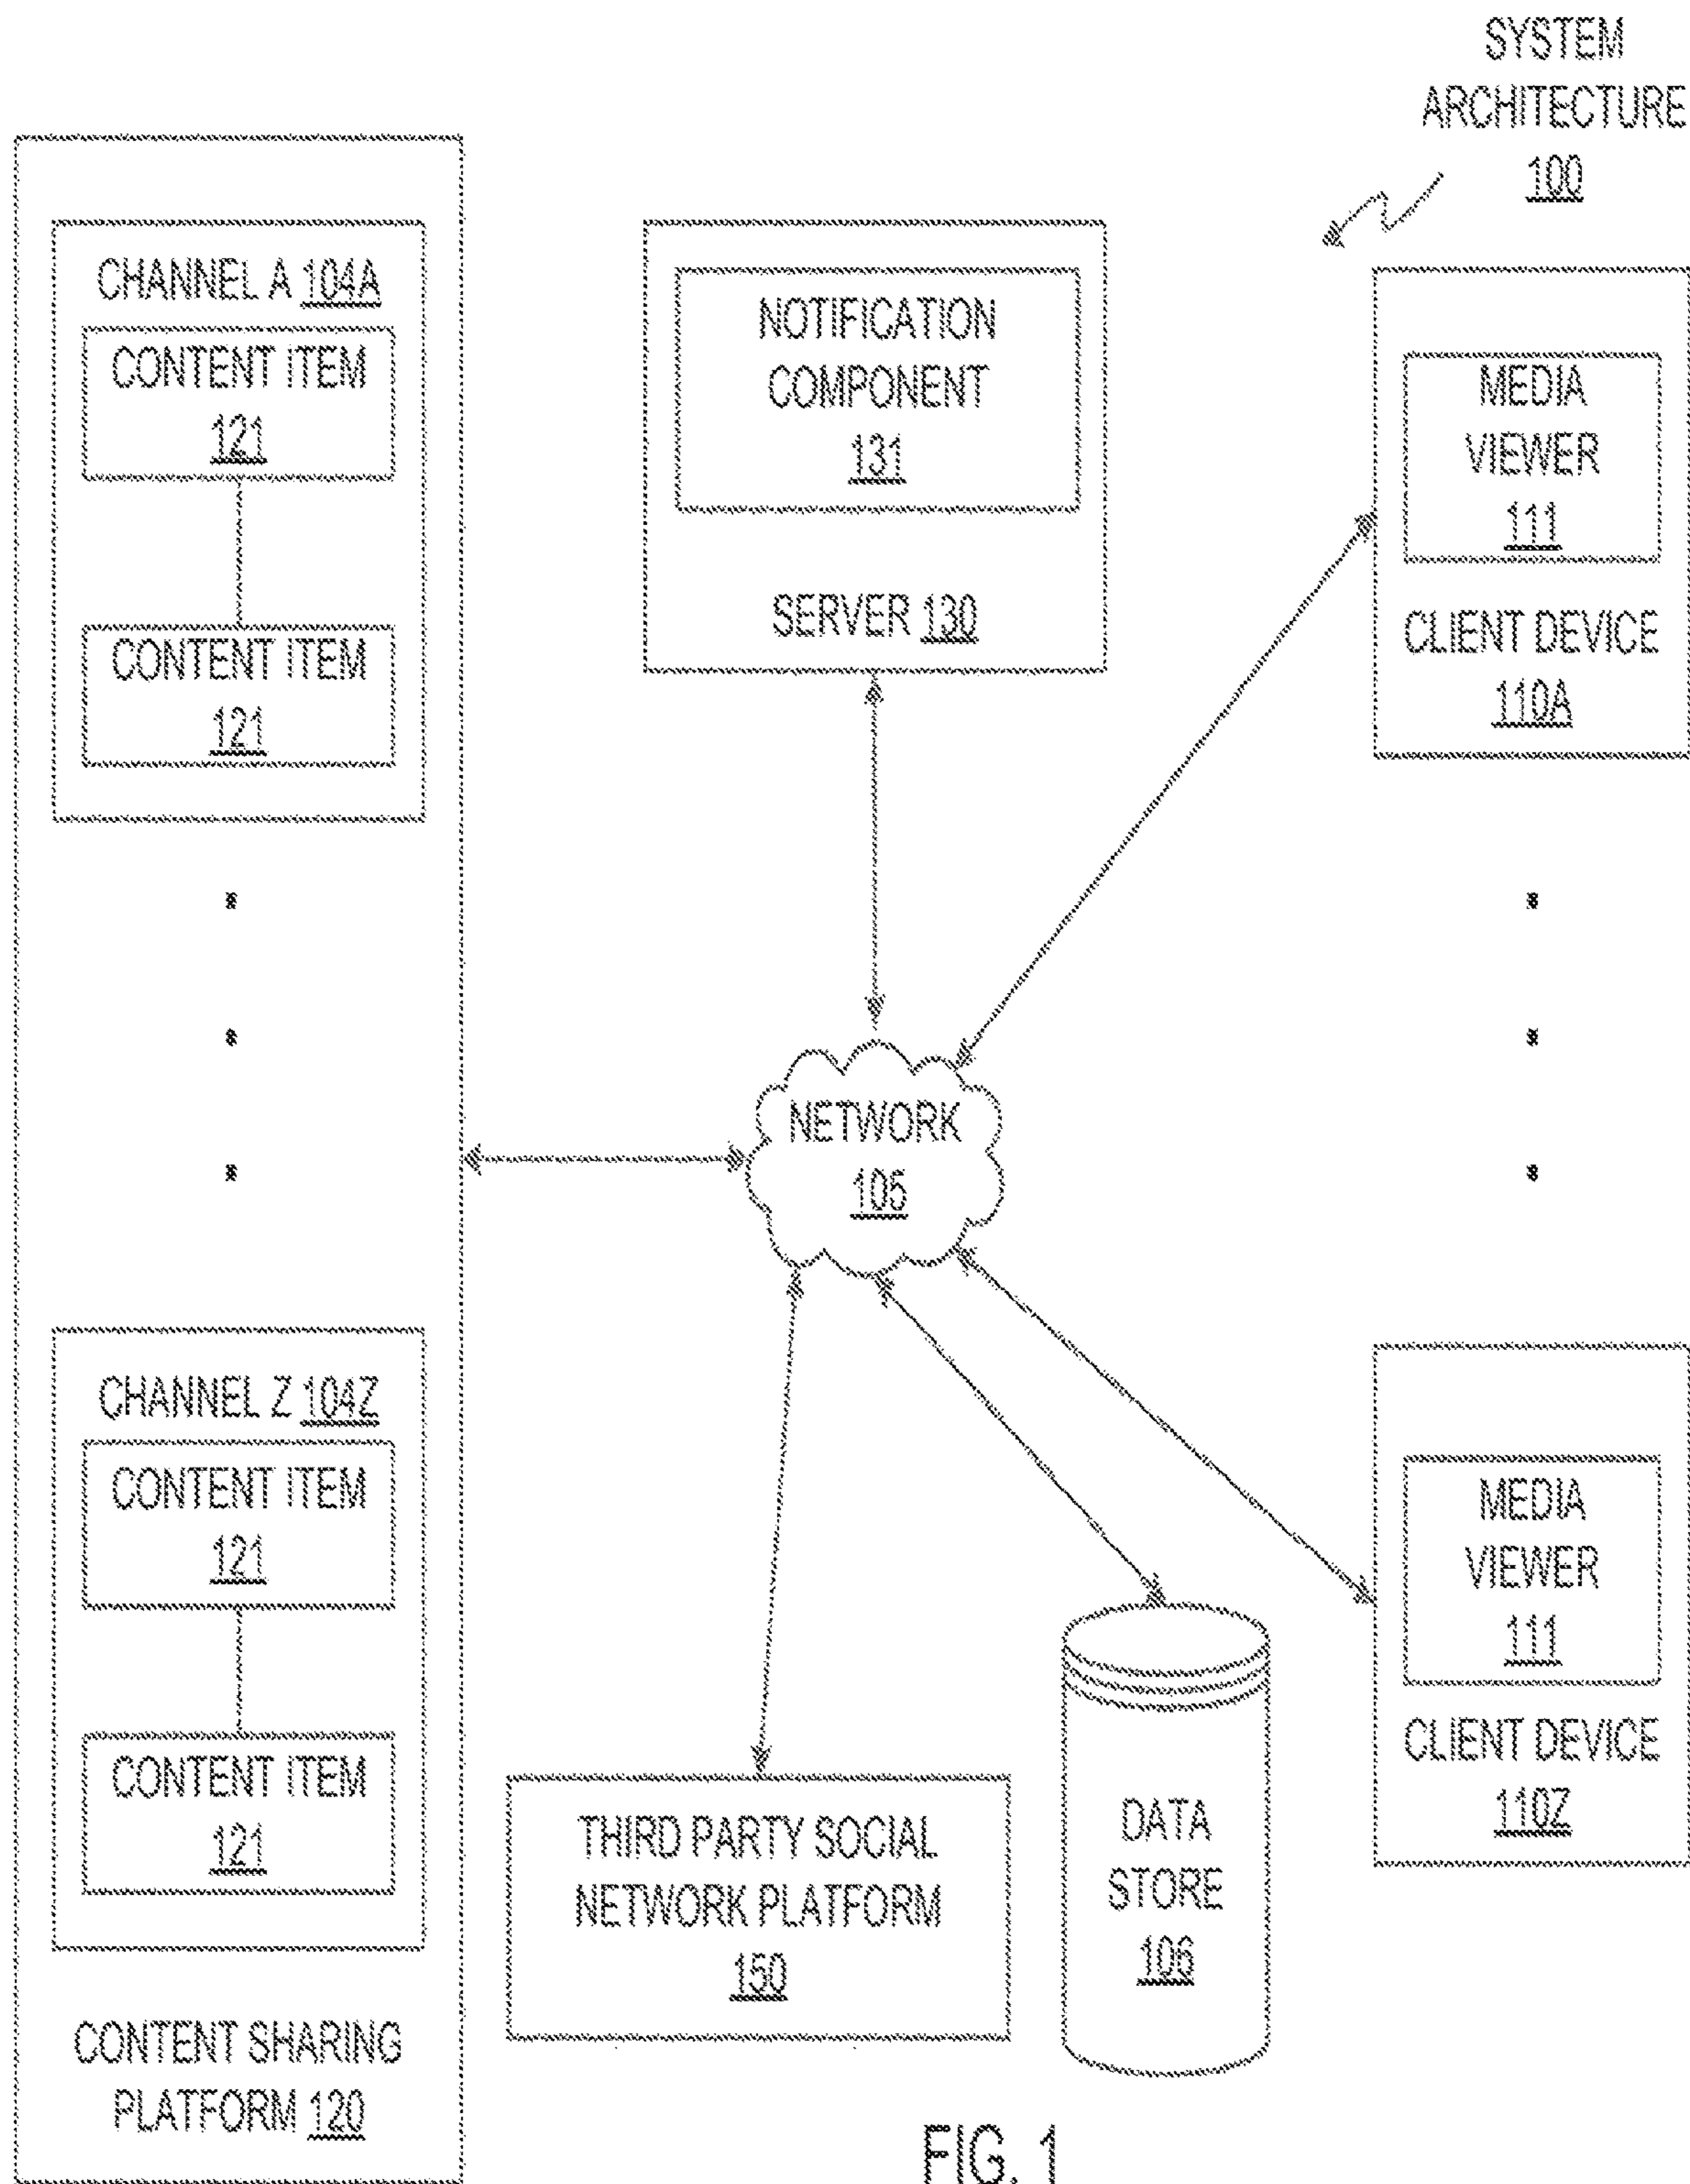 SYSTEM
ARCHITECTURE
100
CHANNEL A 104A
CONTENT ITEM
121
CONTENT ITEM
121
CHANNEL Z 104Z
CONTENT ITEM
121
CONTENT ITEM
121
CONTENT SHARING
PLATFORM 120
NOTIFICATION
COMPONENT
131
SERVER 130
NETWORK
105
THIRD PARTY SOCIAL
NETWORK PLATFORM
150
DATA
STORE
106
MEDIA
VIEWER
111
CLIENT DEVICE
110A
MEDIA
VIEWER
111
CLIENT DEVICE
110Z
FIG. 1